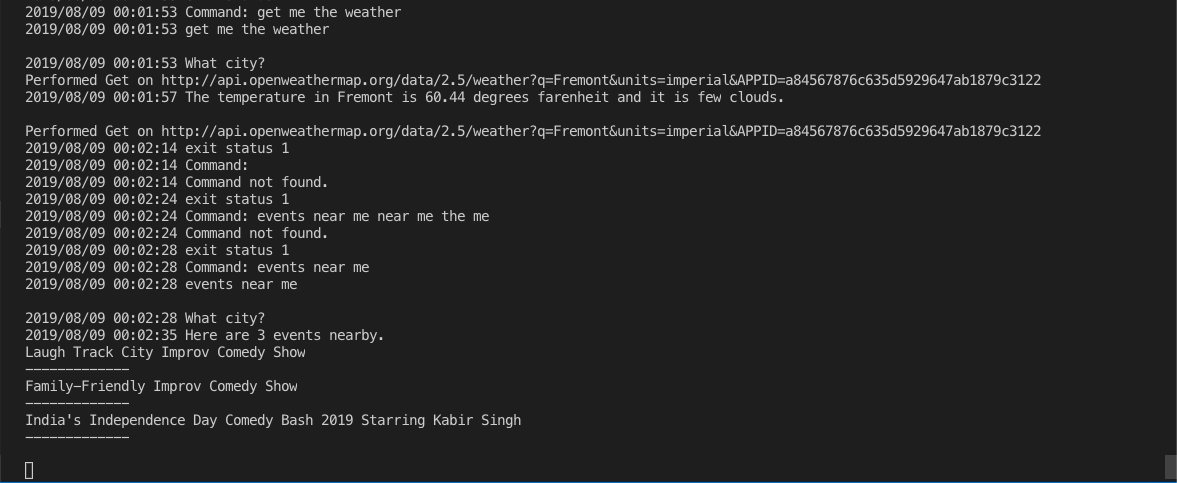 2019/08/09 00:01:53 Command: get me the weather
2019/08/09 00:01:53 get me the weather
2019/08/09 00:01:53 What city?
Performed Get on http://api.openweathermap.org/data/2.5/weather?q=Fremont&units=imperial&APPID=a84567876c635d5929647ab1879c3122
2019/08/09 00:01:57 The temperature in Fremont is 60.44 degrees farenheit and it is few clouds.
Performed Get on http://api.openweathermap.org/data/2.5/weather?q=Fremont&units=imperial&APPID=a84567876c635d5929647ab1879c3122
2019/08/09 00:02:14 exit status 1
2019/08/09 00:02:14 Command:
2019/08/09 00:02:14 Command not found.
2019/08/09 00:02:24 exit status 1
2019/08/09 00:02:24 Command: events near me near me the me
2019/08/09 00:02:24 Command not found.
2019/08/09 00:02:28 exit status 1
2019/08/09 00:02:28 Command: events near me
2019/08/09 00:02:28 events near me
2019/08/09 00:02:28 What city?
2019/08/09 00:02:35 Here are 3 events nearby.
Laugh Track City Improv Comedy Show
-------------
Family-Friendly Improv Comedy Show
-------------
India's Independence Day Comedy Bash 2019 Starring Kabir Singh
-------------